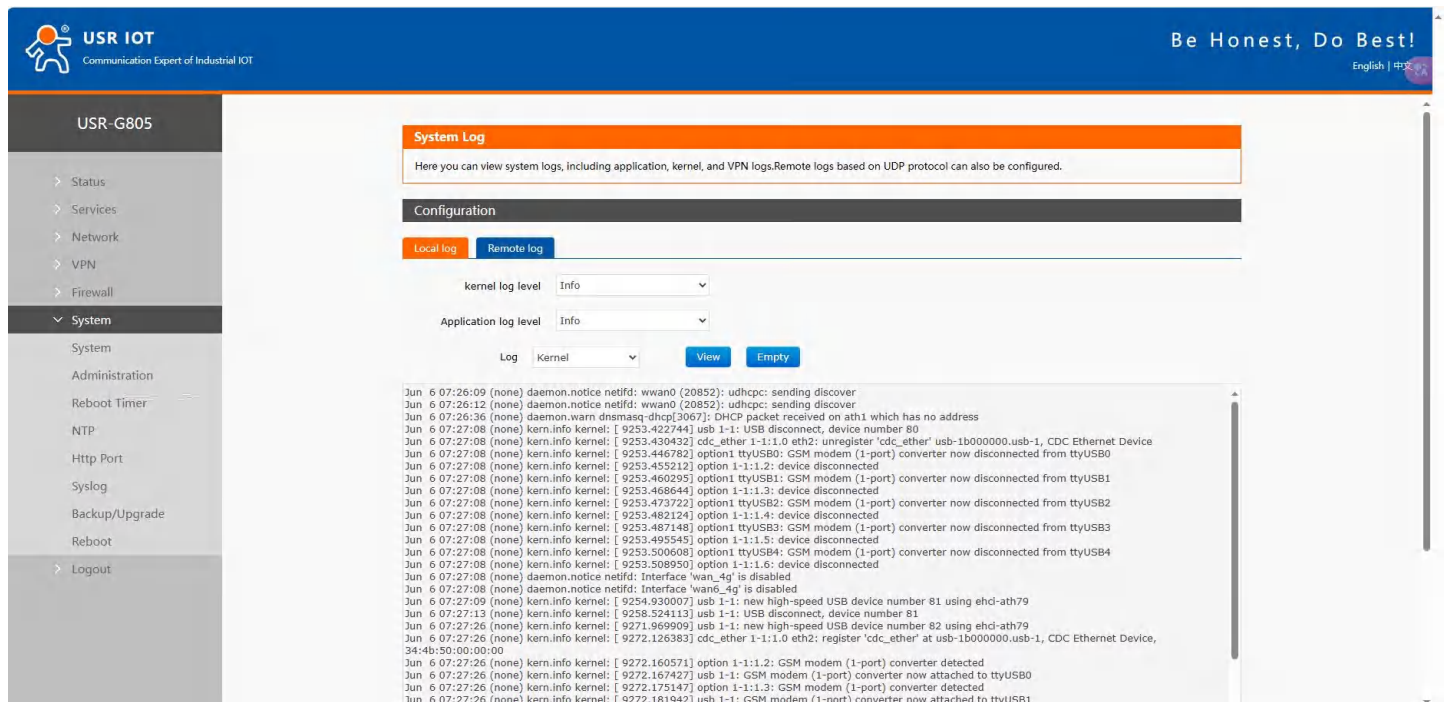 USR IOT
Communication Expert of Industrial IOT
Be Honest, Do Best!
English | 中文
USR-G805
Status
Services
Network
VPN
Firewall
System
System
Administration
Reboot Timer
NTP
Http Port
Syslog
Backup/Upgrade
Reboot
Logout
System Log
Here you can view system logs, including application, kernel, and VPN logs.Remote logs based on UDP protocol can also be configured.
Configuration
Local log Remote log
kernel log level Info
Application log level Info
Log Kernel View Empty
Jun 6 07:26:09 (none) daemon.notice netifd: wwan0 (20852): udhcpc: sending discover
Jun 6 07:26:12 (none) daemon.notice netifd: wwan0 (20852): udhcpc: sending discover
Jun 6 07:26:36 (none) daemon.warn dnsmasq-dhcp[3067]: DHCP packet received on ath1 which has no address
Jun 6 07:27:08 (none) kern.info kernel: [ 9253.422744] usb 1-1: USB disconnect, device number 80
Jun 6 07:27:08 (none) kern.info kernel: [ 9253.430432] cdc_ether 1-1:1.0 eth2: unregister 'cdc_ether' usb-1b000000.usb-1, CDC Ethernet Device
Jun 6 07:27:08 (none) kern.info kernel: [ 9253.446782] option1 ttyUSB0: GSM modem (1-port) converter now disconnected from ttyUSB0
Jun 6 07:27:08 (none) kern.info kernel: [ 9253.455212] option 1-1:1.2: device disconnected
Jun 6 07:27:08 (none) kern.info kernel: [ 9253.460295] option1 ttyUSB1: GSM modem (1-port) converter now disconnected from ttyUSB1
Jun 6 07:27:08 (none) kern.info kernel: [ 9253.468644] option 1-1:1.3: device disconnected
Jun 6 07:27:08 (none) kern.info kernel: [ 9253.473722] option1 ttyUSB2: GSM modem (1-port) converter now disconnected from ttyUSB2
Jun 6 07:27:08 (none) kern.info kernel: [ 9253.482124] option 1-1:1.4: device disconnected
Jun 6 07:27:08 (none) kern.info kernel: [ 9253.487148] option1 ttyUSB3: GSM modem (1-port) converter now disconnected from ttyUSB3
Jun 6 07:27:08 (none) kern.info kernel: [ 9253.495545] option 1-1:1.5: device disconnected
Jun 6 07:27:08 (none) kern.info kernel: [ 9253.500608] option1 ttyUSB4: GSM modem (1-port) converter now disconnected from ttyUSB4
Jun 6 07:27:08 (none) kern.info kernel: [ 9253.508950] option 1-1:1.6: device disconnected
Jun 6 07:27:08 (none) daemon.notice netifd: Interface 'wan_4g' is disabled
Jun 6 07:27:08 (none) daemon.notice netifd: Interface 'wan6_4g' is disabled
Jun 6 07:27:09 (none) kern.info kernel: [ 9254.930007] usb 1-1: new high-speed USB device number 81 using ehci-ath79
Jun 6 07:27:13 (none) kern.info kernel: [ 9258.524113] usb 1-1: USB disconnect, device number 81
Jun 6 07:27:26 (none) kern.info kernel: [ 9271.969909] usb 1-1: new high-speed USB device number 82 using ehci-ath79
Jun 6 07:27:26 (none) kern.info kernel: [ 9272.126383] cdc_ether 1-1:1.0 eth2: register 'cdc_ether' at usb-1b000000.usb-1, CDC Ethernet Device,
34:4b:50:00:00:00
Jun 6 07:27:26 (none) kern.info kernel: [ 9272.160571] option 1-1:1.2: GSM modem (1-port) converter detected
Jun 6 07:27:26 (none) kern.info kernel: [ 9272.167427] usb 1-1: GSM modem (1-port) converter now attached to ttyUSB0
Jun 6 07:27:26 (none) kern.info kernel: [ 9272.175147] option 1-1:1.3: GSM modem (1-port) converter detected
Jun 6 07:27:26 (none) kern.info kernel: [ 9272.181942] usb 1-1: GSM modem (1-port) converter now attached to ttyUSB1